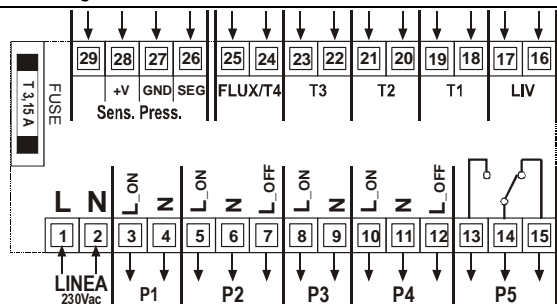 29 28 27 26 25 24 23 22 21 20 19 18 17 16
+V GND SEG FLUX/T4 T3 T2 T1 LIV
Sens. Press.
T 3,15 A
FUSE
L N L_ON N L_ON N L_OFF L_ON N L_ON N L_OFF
1 2 3 4 5 6 7 8 9 10 11 12 13 14 15
LINEA P1 P2 P3 P4 P5
230Vac